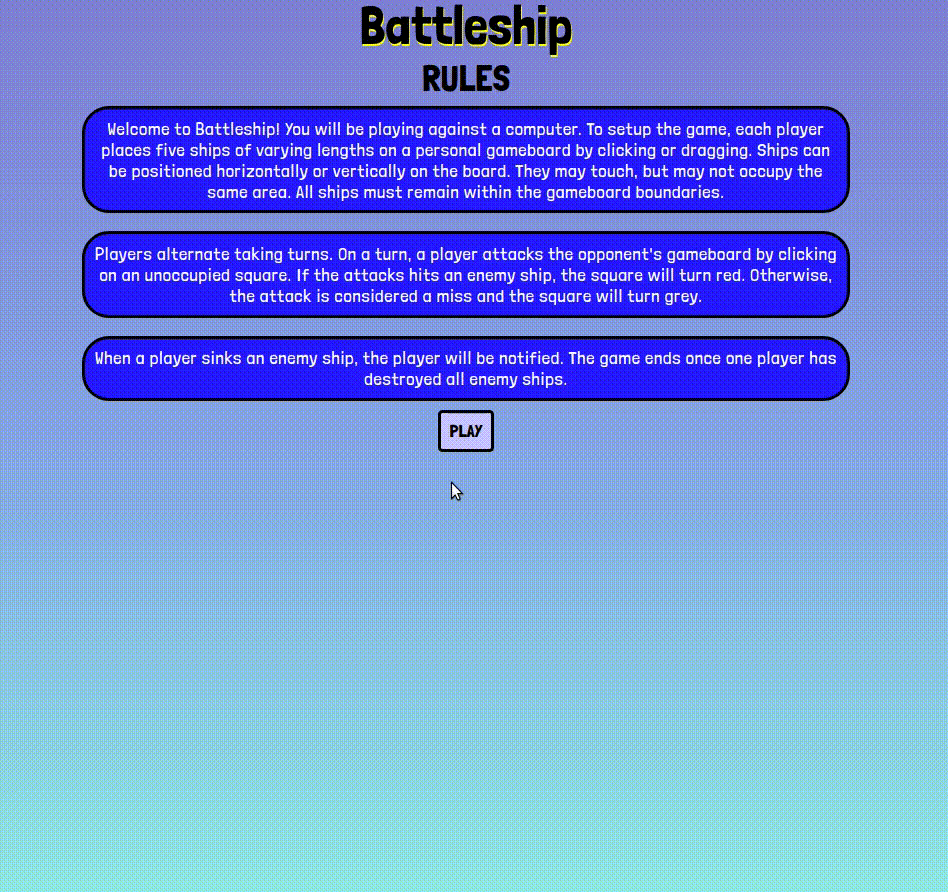 Battleship
RULES
Welcome to Battleship! You will be playing against a computer. To setup the game, each player
places five ships of varying lengths on a personal gameboard by clicking or dragging. Ships can
be positioned horizontally or vertically on the board. They may touch, but may not occupy the
same area. All ships must remain within the gameboard boundaries.
Players alternate taking turns. On a turn, a player attacks the opponent's gameboard by clicking
on an unoccupied square. If the attacks hits an enemy ship, the square will turn red. Otherwise,
the attack is considered a miss and the square will turn grey.
When a player sinks an enemy ship, the player will be notified. The game ends once one player has
destroyed all enemy ships.
PLAY